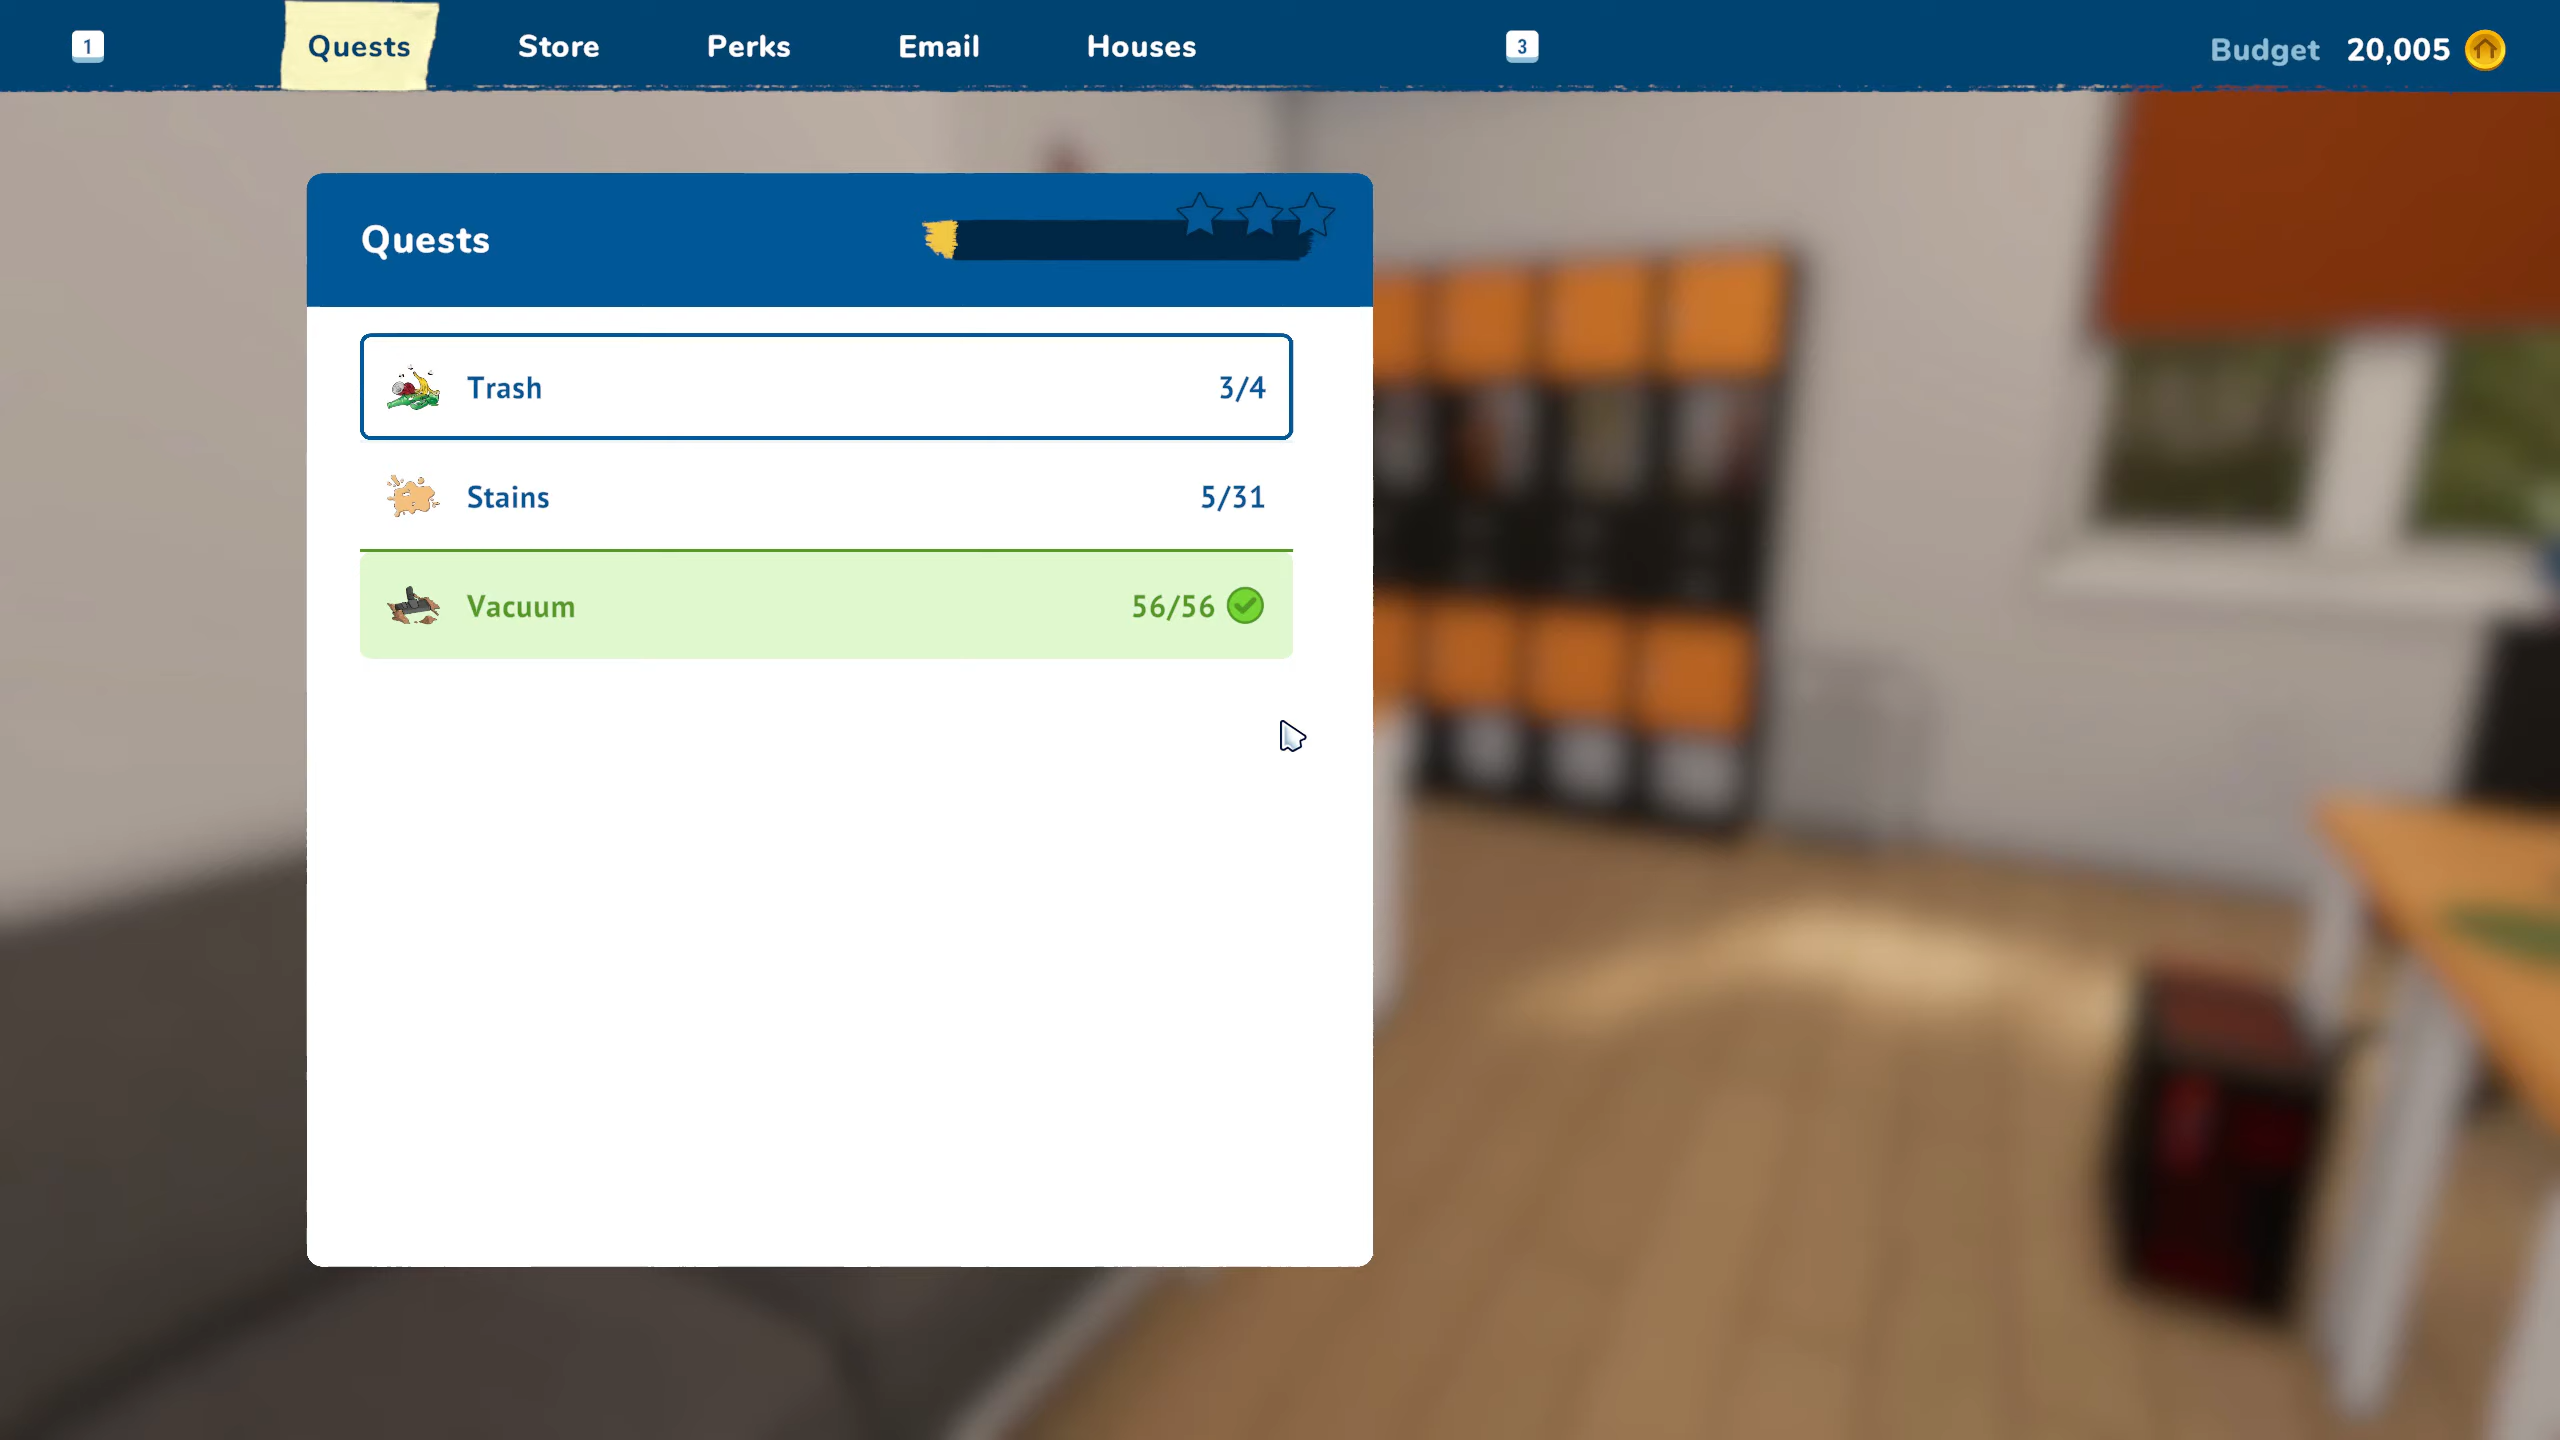 1 Quests Store Perks Email Houses 3 Budget 20,005
Quests
Trash 3/4
Stains 5/31
Vacuum 56/56